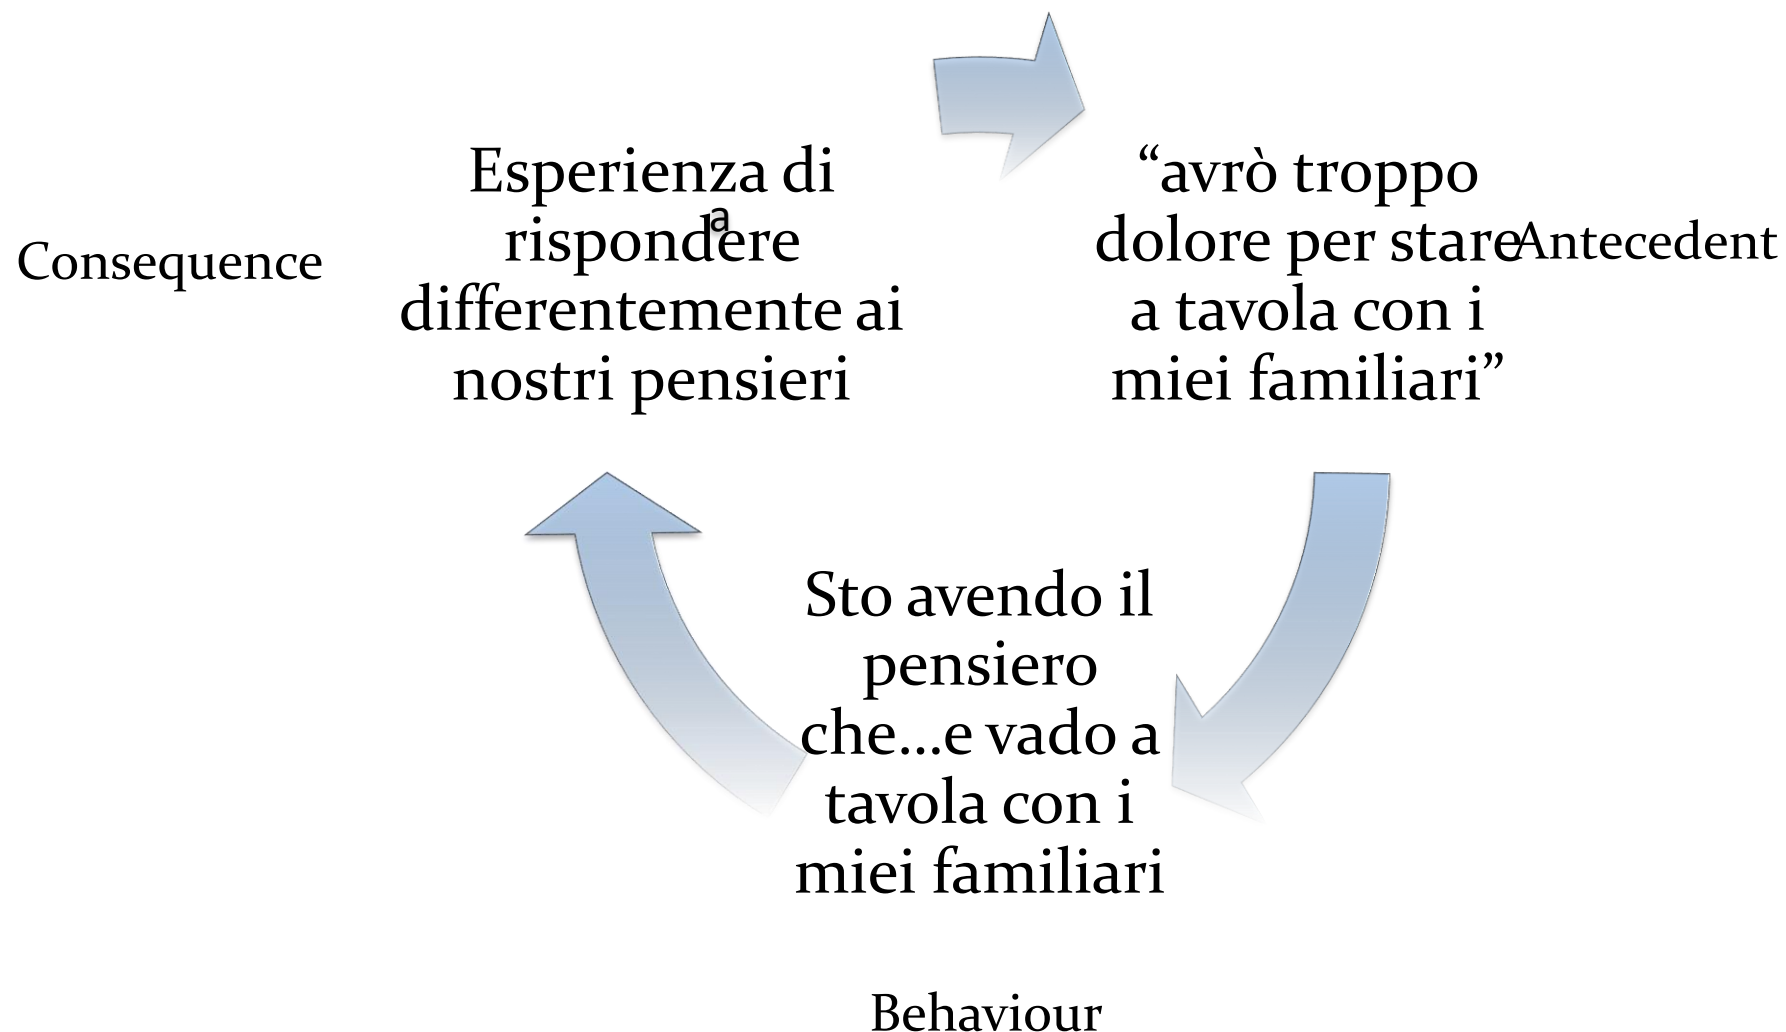 Esperienza di
rispondere
differentemente ai
nostri pensieri
a
Consequence
“avrò troppo
dolore per stare
a tavola con i
miei familiari”
Antecedent
Sto avendo il
pensiero
che...e vado a
tavola con i
miei familiari
Behaviour